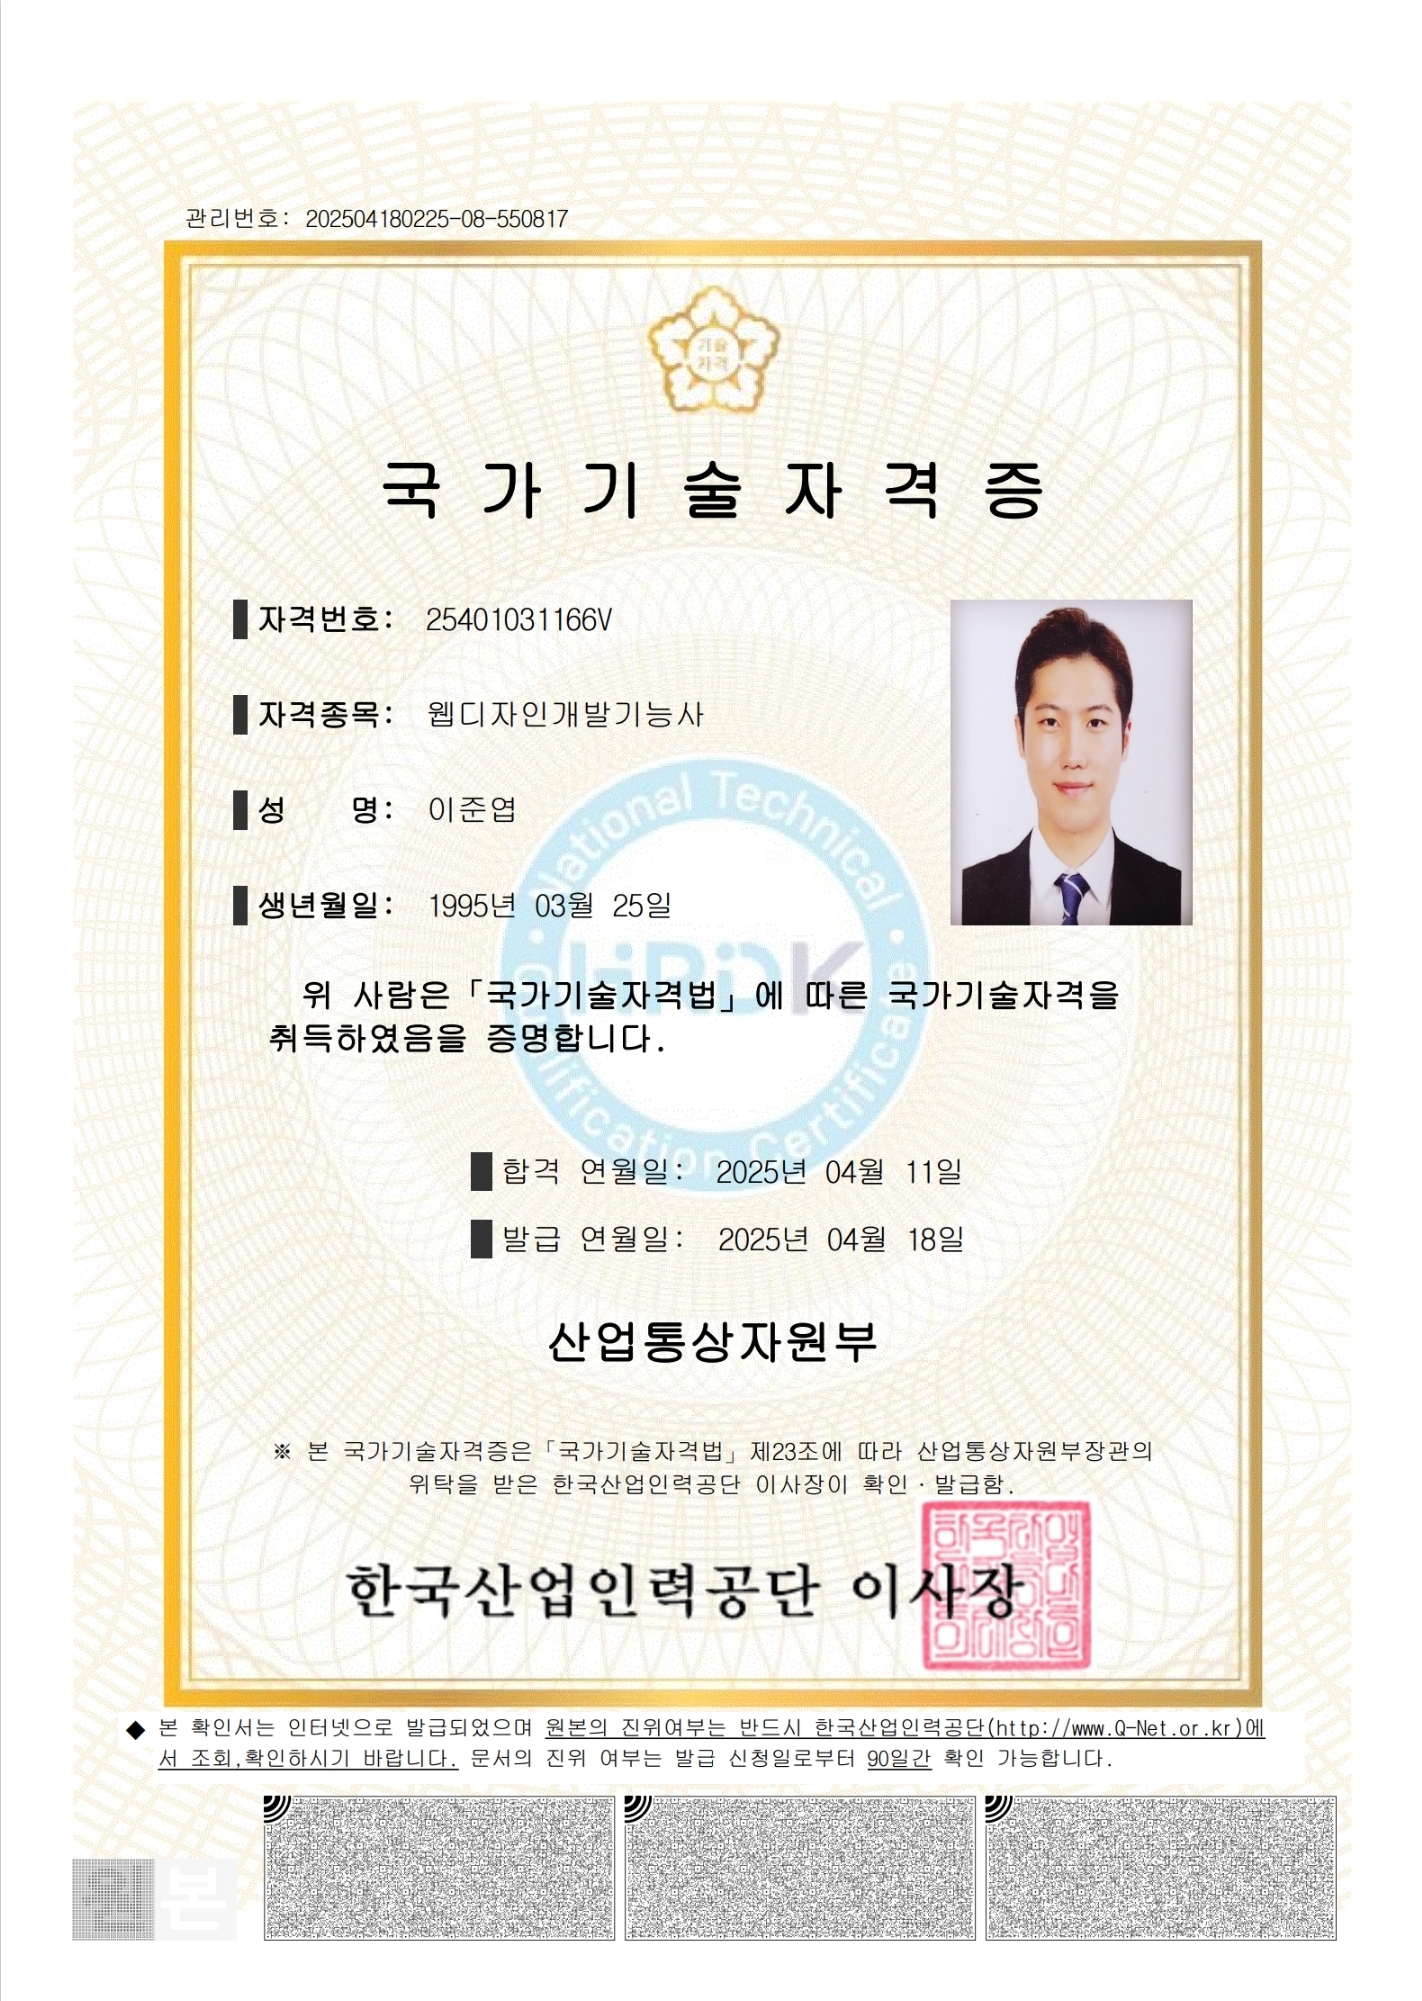 관리번호: 202504180225-08-550817
기술
자격
국가기술자격증
자격번호: 25401031166V
자격종목: 웹디자인개발기능사
성 명: 이준엽
생년월일: 1995년 03월 25일
National Technical Qualification Certificate
HRDK
위 사람은「국가기술자격법」에 따른 국가기술자격을
취득하였음을 증명합니다.
합격 연월일: 2025년 04월 11일
발급 연월일: 2025년 04월 18일
산업통상자원부
※ 본 국가기술자격증은「국가기술자격법」제23조에 따라 산업통상자원부장관의
위탁을 받은 한국산업인력공단 이사장이 확인·발급함.
한국산업인력공단 이사장
◆ 본 확인서는 인터넷으로 발급되었으며 원본의 진위여부는 반드시 한국산업인력공단(http://www.Q-Net.or.kr)에
서 조회,확인하시기 바랍니다. 문서의 진위 여부는 발급 신청일로부터 90일간 확인 가능합니다.
원본